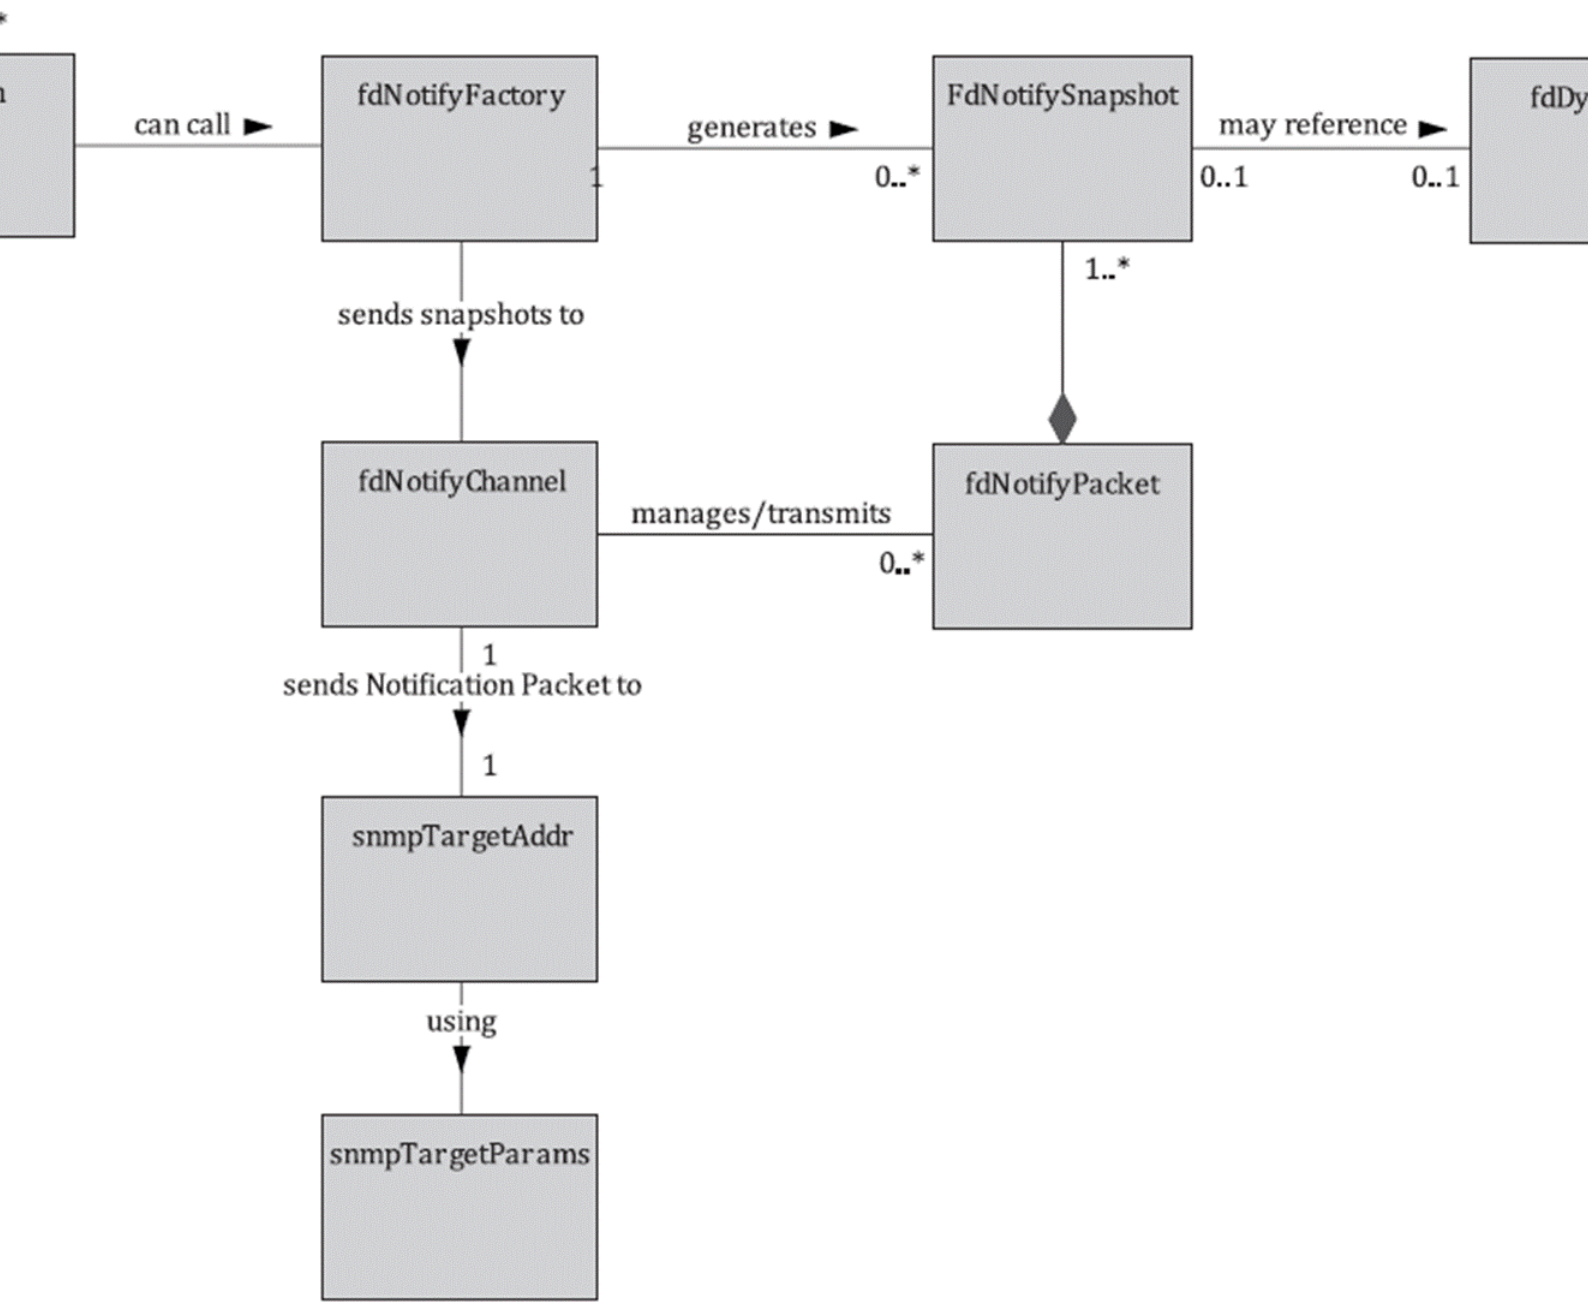 *
fdNotifyFactory
FdNotifySnapshot
fdDy
can call ►
generates ►
may reference ►
1
0..*
0..1
0..1
1..*
sends snapshots to
fdNotifyChannel
fdNotifyPacket
manages/transmits
0..*
1
sends Notification Packet to
1
snmpTargetAddr
using
snmpTargetParams